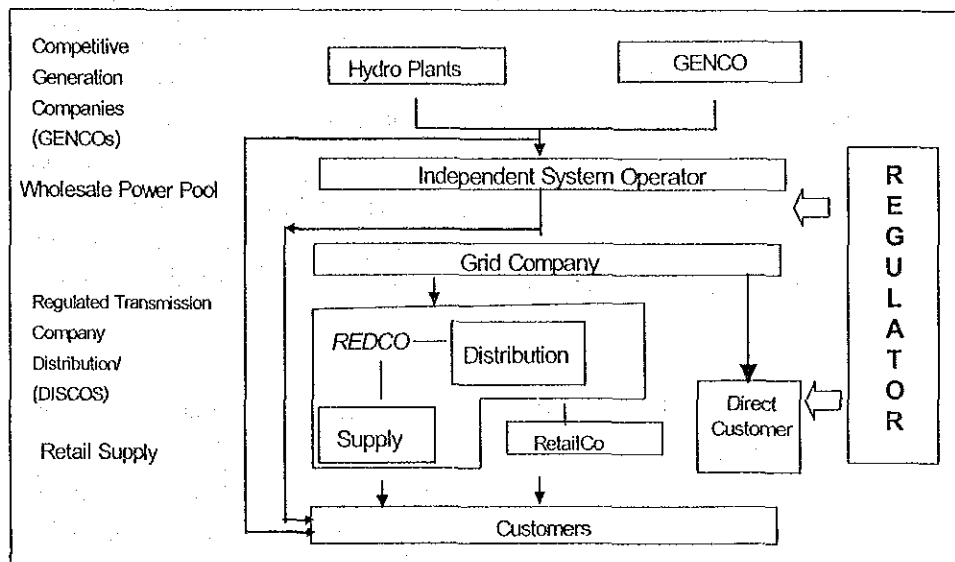 Competitive
Generation
Companies
(GENCOs)
Hydro Plants
GENCO
Wholesale Power Pool
Independent System Operator
Grid Company
Regulated Transmission
Company
Distribution/
(DISCOS)
REDCO
Distribution
Supply
RetailCo
Direct
Customer
Retail Supply
Customers
R
E
G
U
L
A
T
O
R